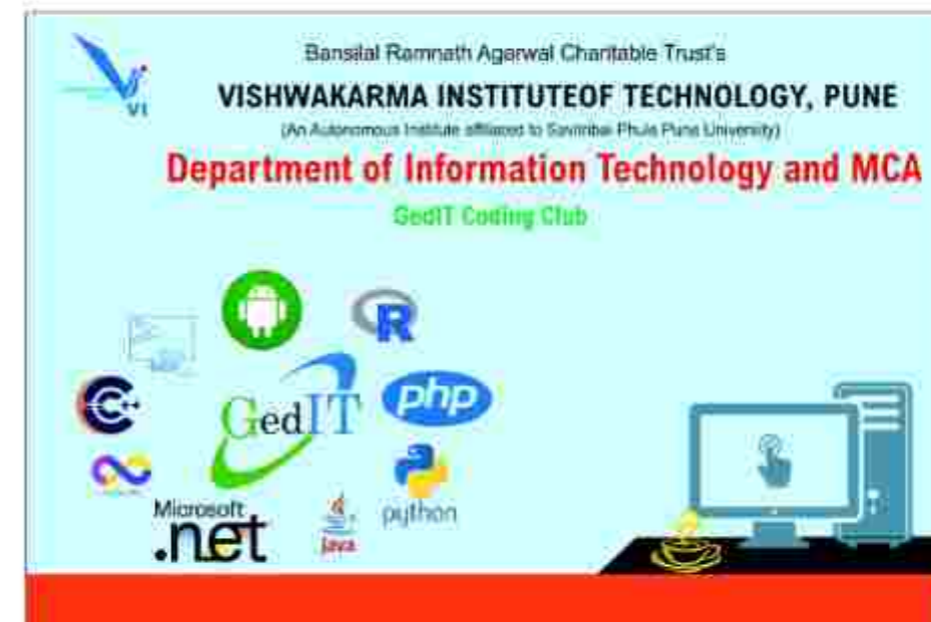 Bansilal Ramnath Agarwal Charitable Trust's
VI
VISHWAKARMA INSTITUTEOF TECHNOLOGY, PUNE
(An Autonomous Institute affiliated to Savitribai Phule Pune University)
Department of Information Technology and MCA
GedIT Coding Club
R
C++
GedIT
php
python
Microsoft
.net
java